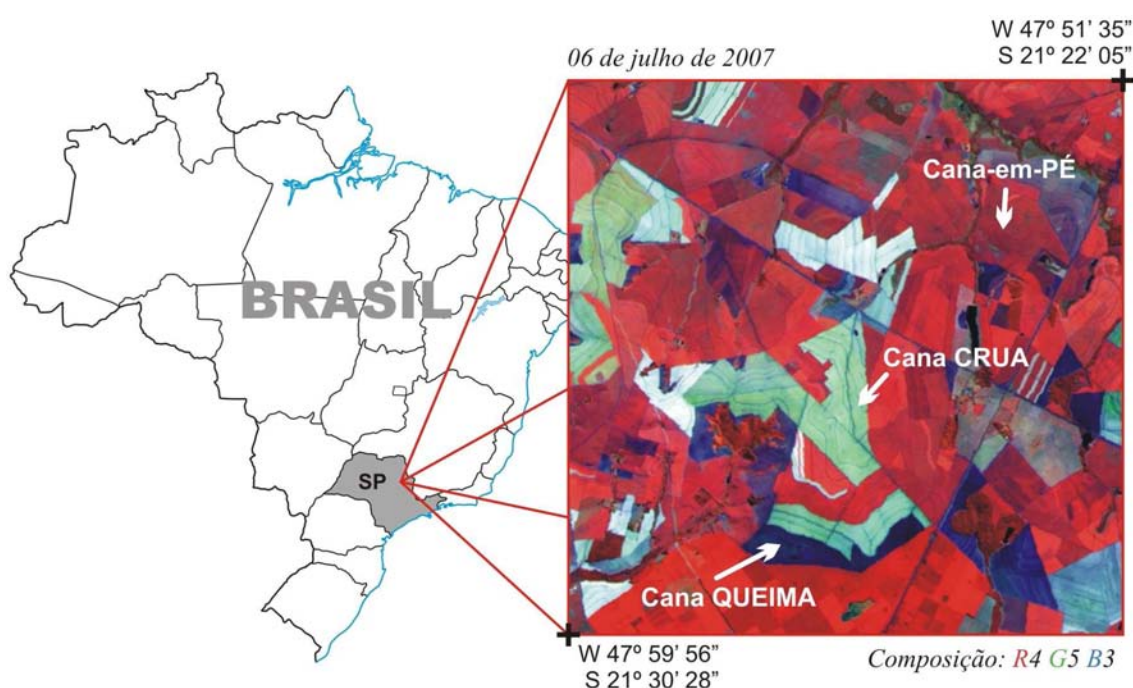 W 47º 51’ 35”
S 21º 22’ 05”
06 de julho de 2007
Cana-em-PÉ
BRASIL
Cana CRUA
SP
Cana QUEIMA
W 47º 59’ 56”
S 21º 30’ 28”
Composição: R4 G5 B3